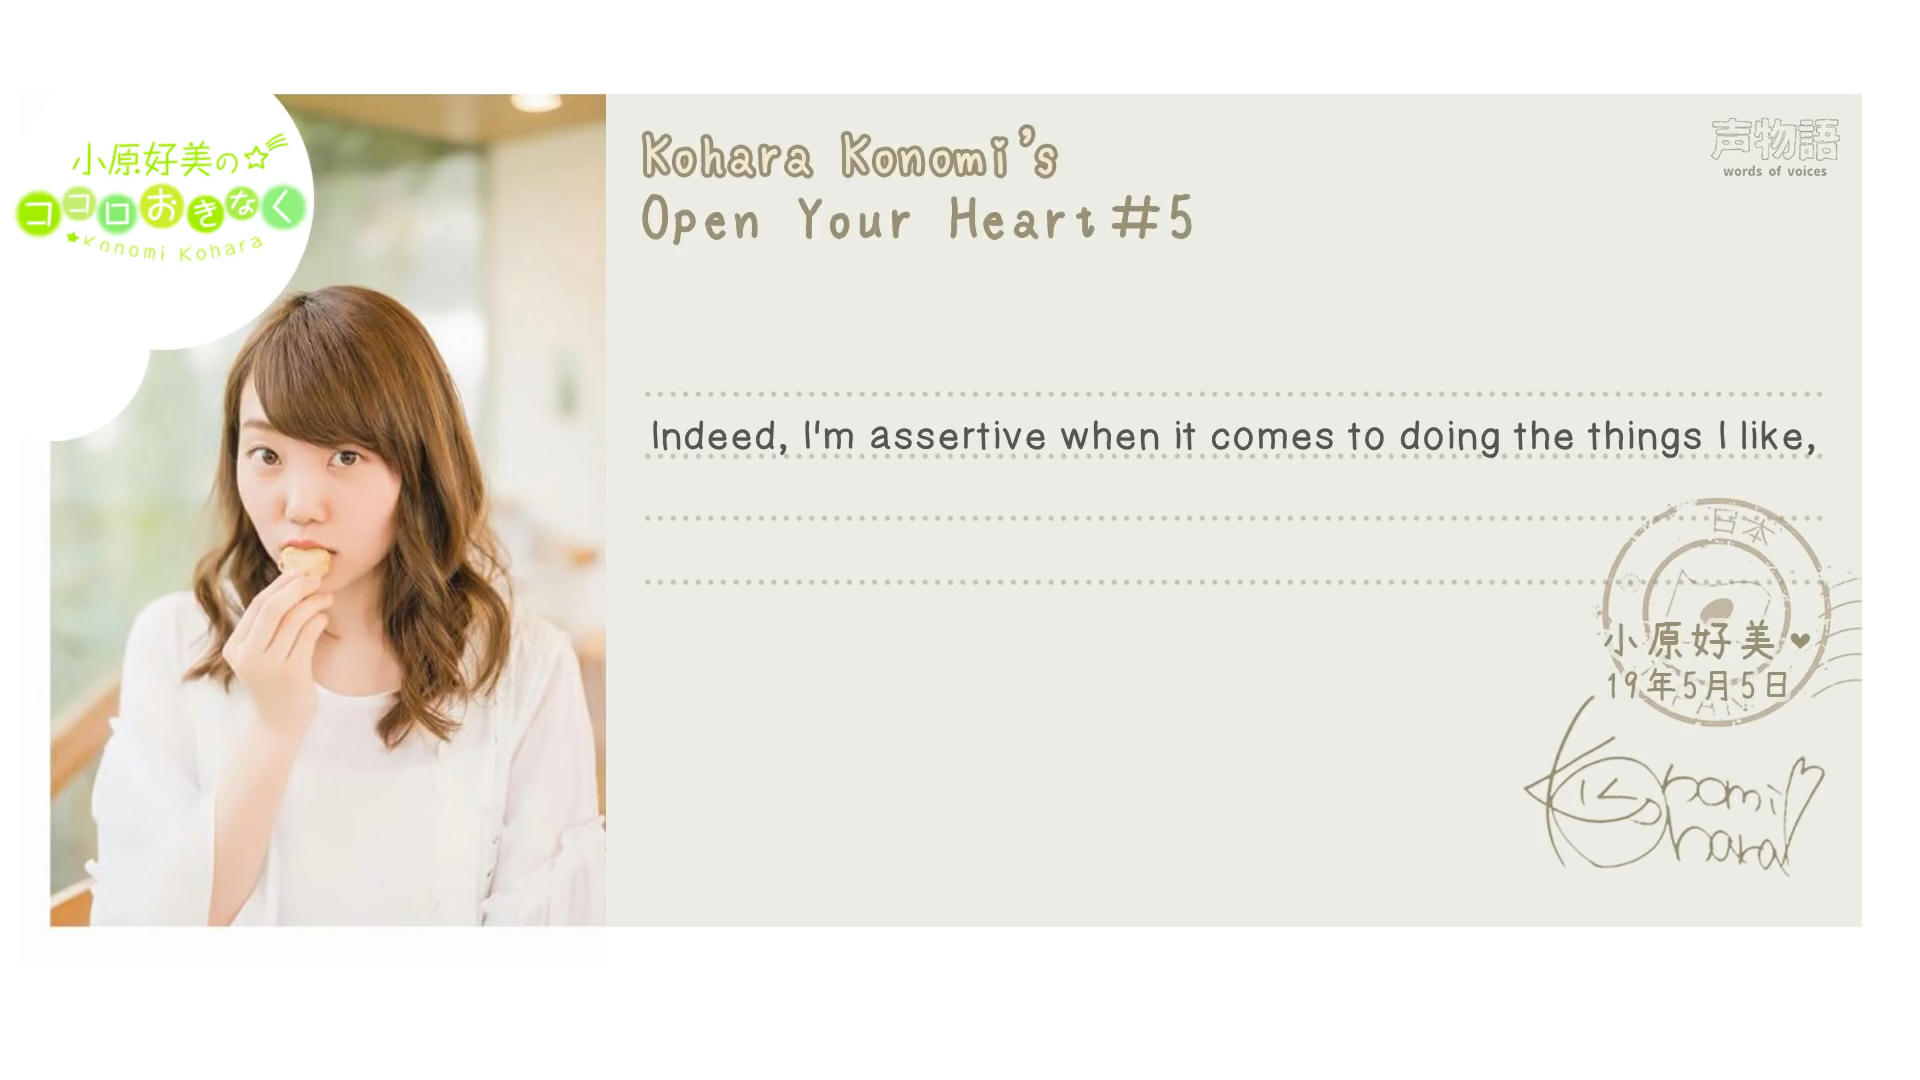 小原好美の☆
ココロおきなく
★Konomi Kohara
Kohara Konomi's
Open Your Heart#5
声物語
words of voices
Indeed, I'm assertive when it comes to doing the things I like,
日本
小原好美❤
19年5月5日
Konomi
Kohara